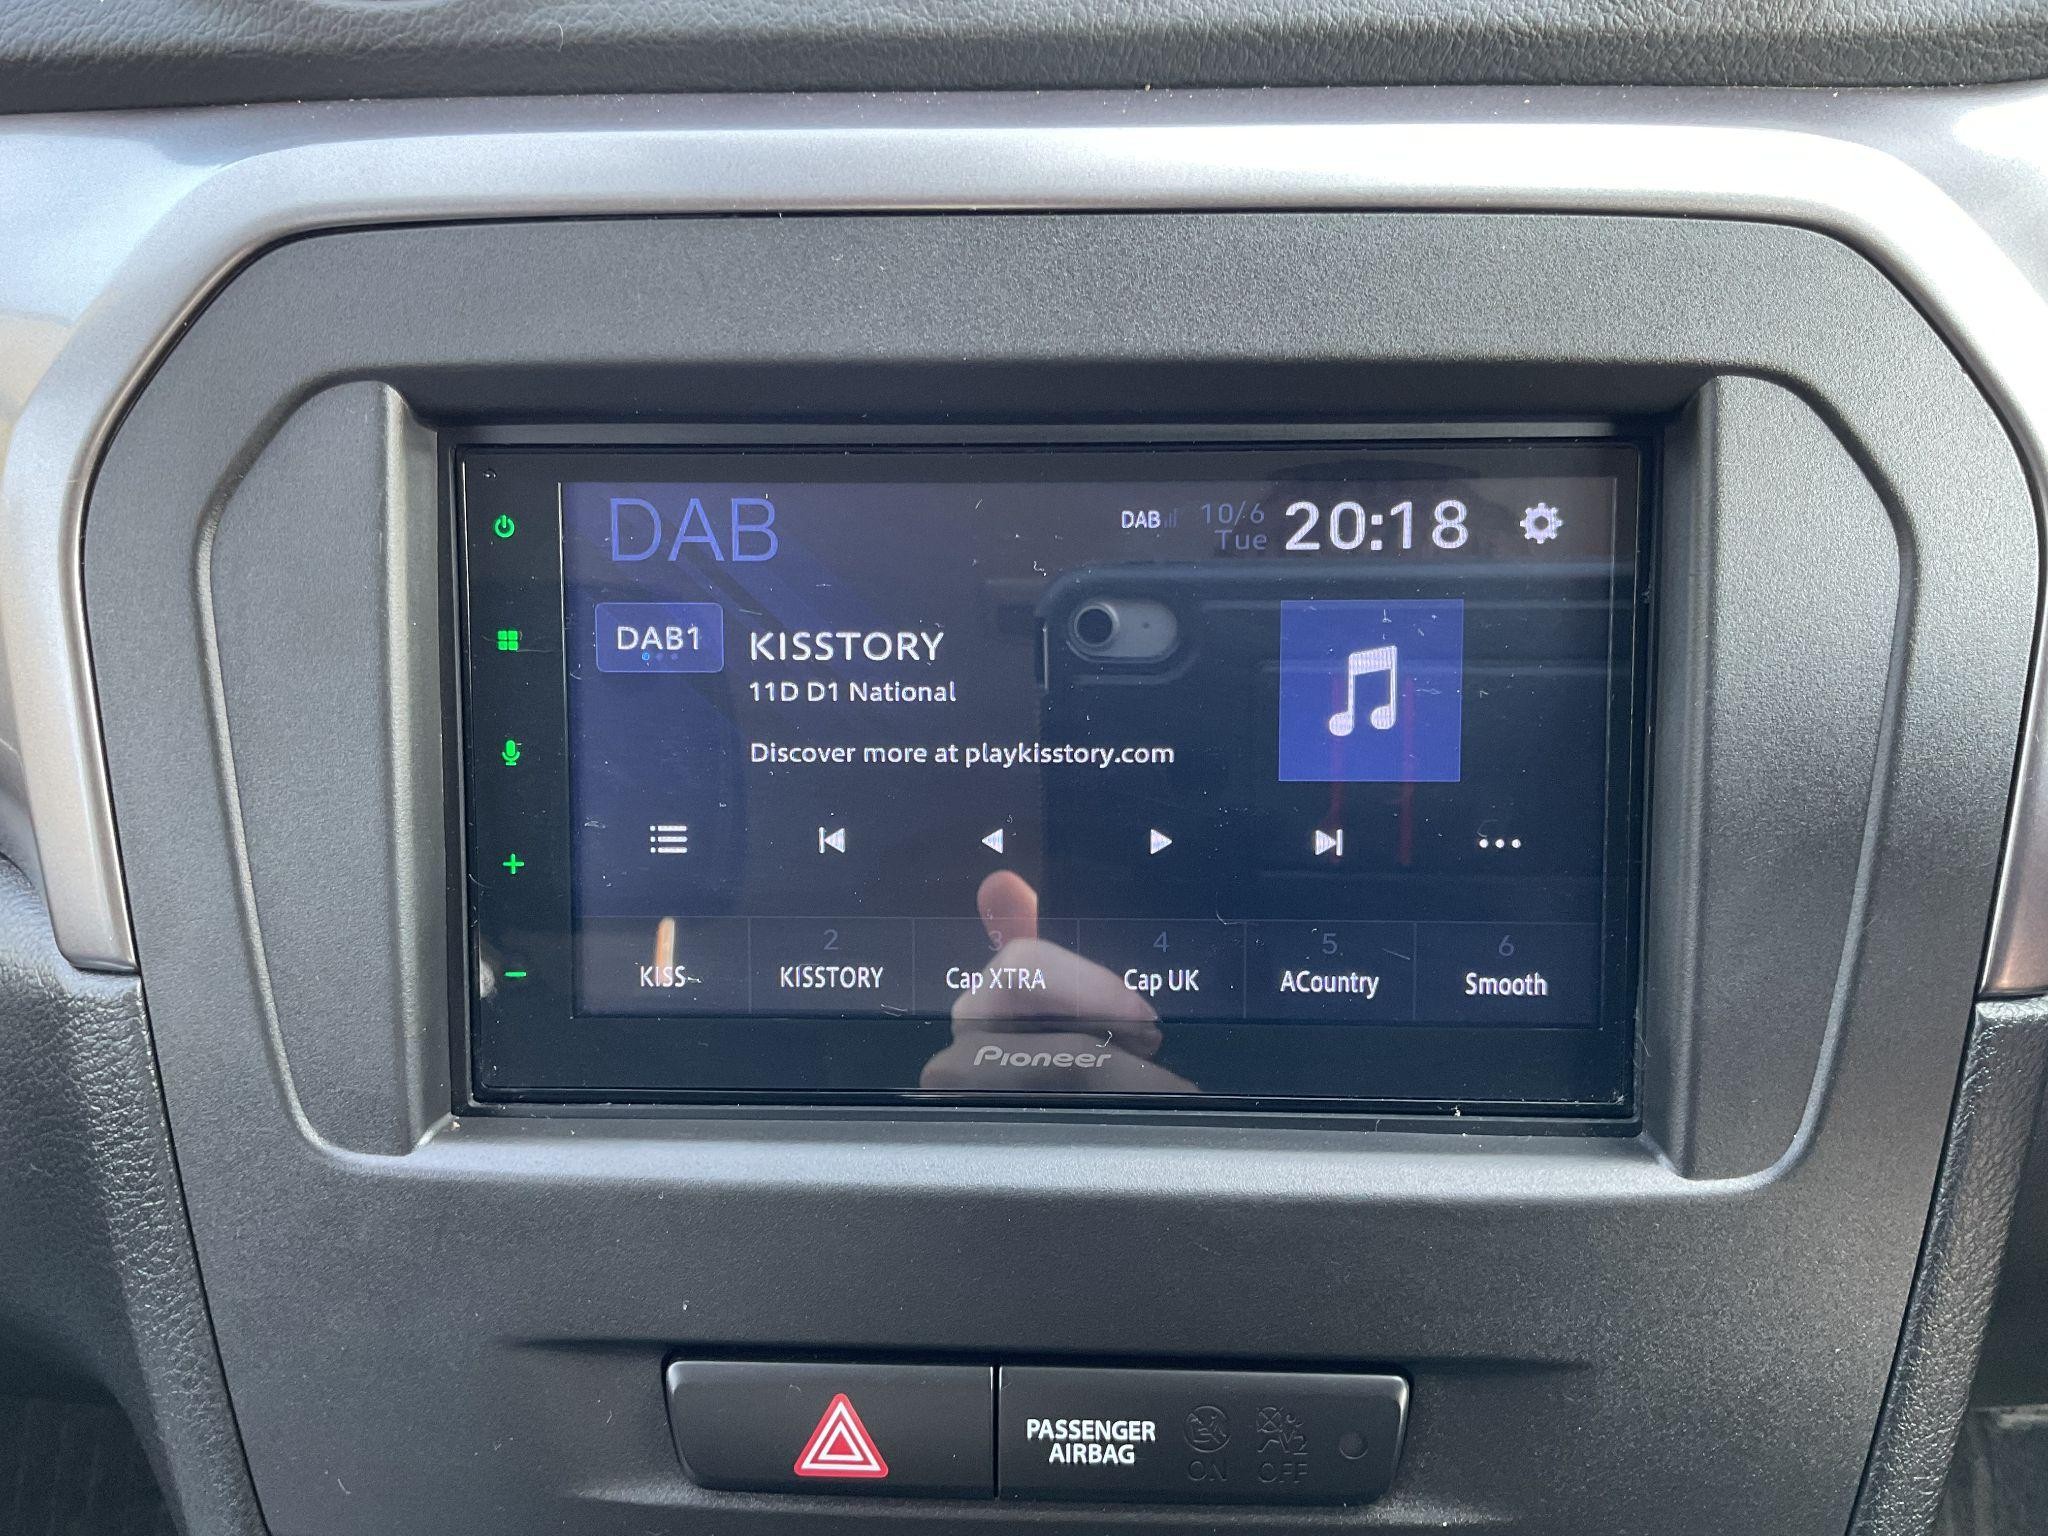 DAB
DAB 10/6 Tue 20:18
DAB1
KISSTORY
11D D1 National
Discover more at playkisstory.com
2 3 4 5 6
KISS KISSTORY Cap XTRA Cap UK ACountry Smooth
Pioneer
PASSENGER
AIRBAG
ON OFF